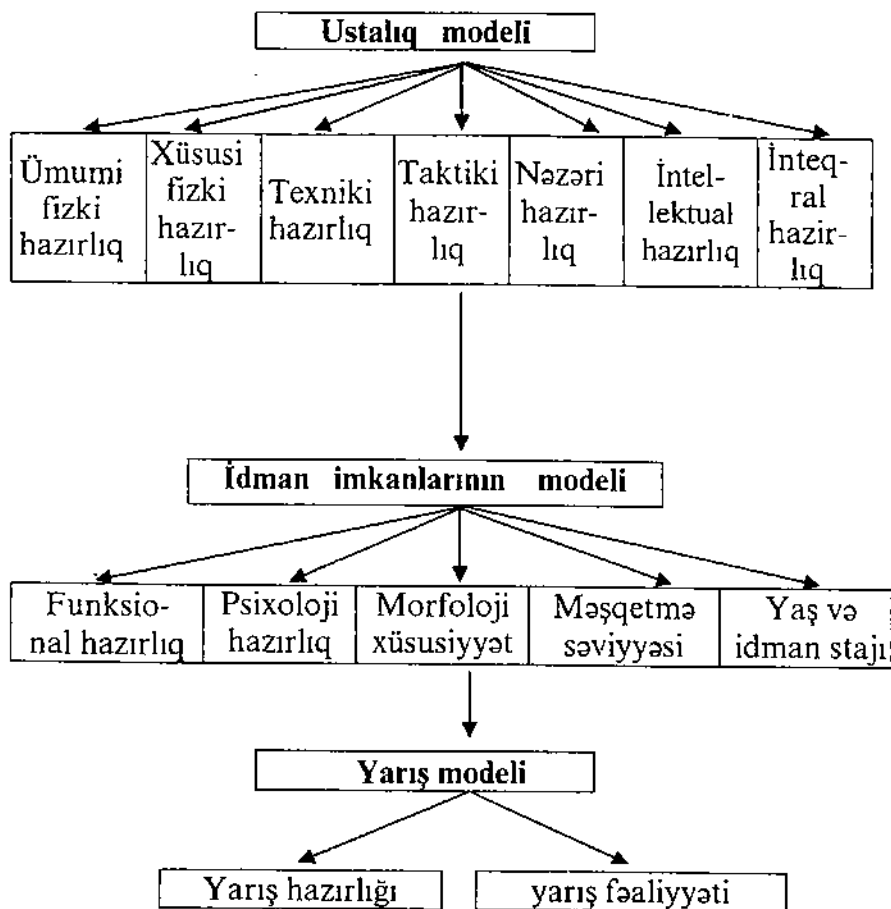 Ustalıq modeli
Ümumi
fizki
hazırlıq
Xüsusi
fizki
hazır-
lıq
Texniki
hazırlıq
Taktiki
hazır-
lıq
Nəzəri
hazır-
lıq
İntel-
lektual
hazırlıq
İnteq-
ral
hazir-
lıq
İdman imkanlarının modeli
Funksio-
nal hazırlıq
Psixoloji
hazırlıq
Morfoloji
xüsusiyyət
Məşqetmə
səviyyəsi
Yaş və
idman stajı
Yarış modeli
Yarış hazırlığı
yarış fəaliyyəti